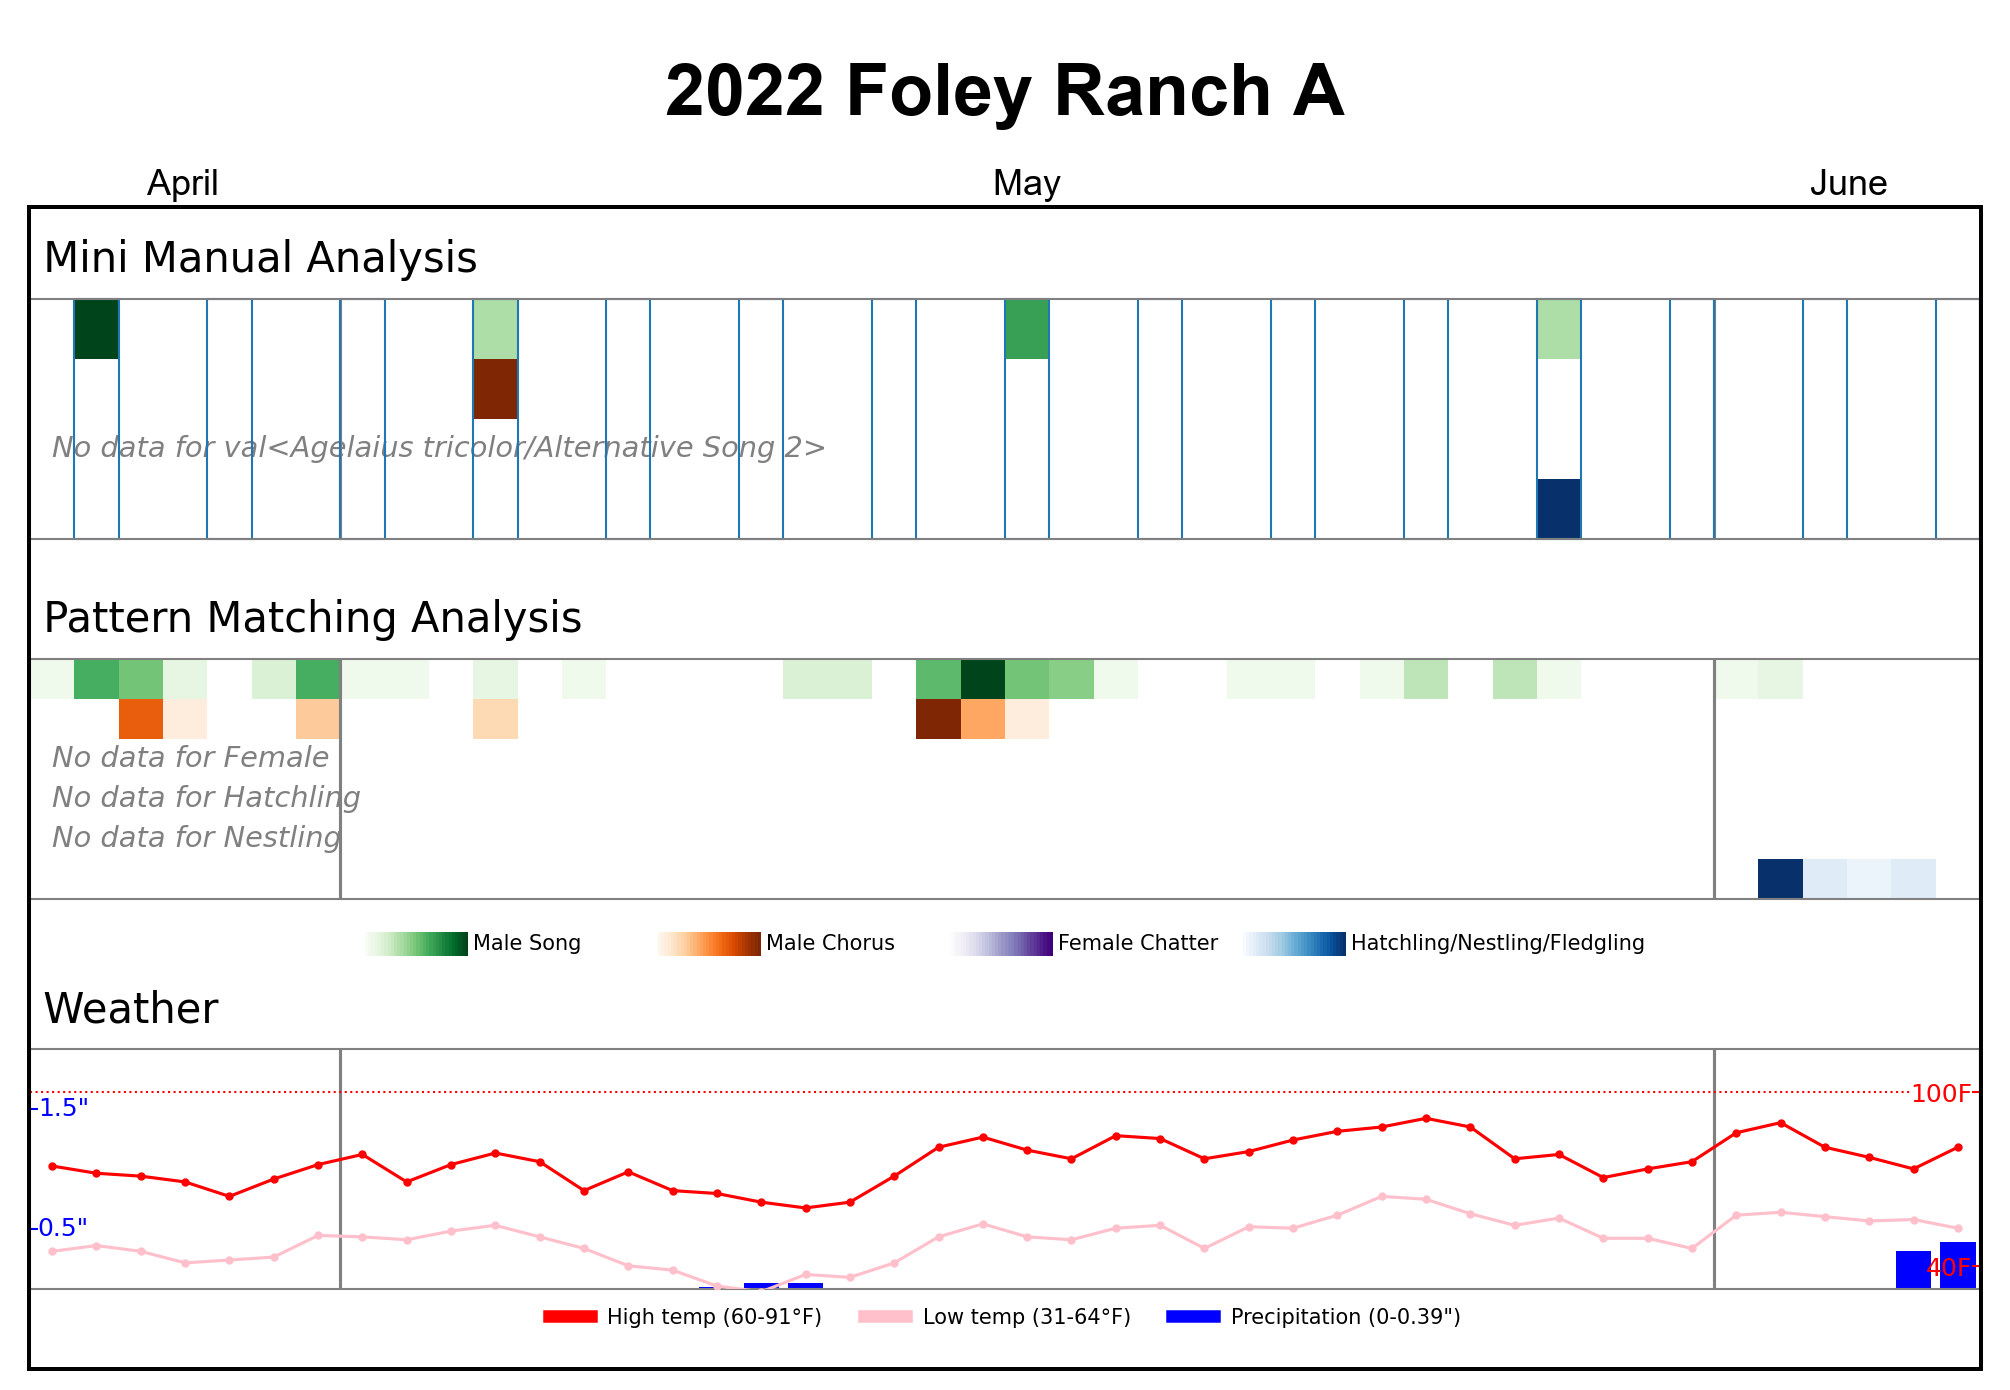 2022 Foley Ranch A
April May June
Mini Manual Analysis
No data for val<Agelaius tricolor/Alternative Song 2>
Pattern Matching Analysis
No data for Female
No data for Hatchling
No data for Nestling
Male Song Male Chorus Female Chatter Hatchling/Nestling/Fledgling
Weather
100F
1.5"
0.5"
40F
High temp (60-91°F) Low temp (31-64°F) Precipitation (0-0.39")